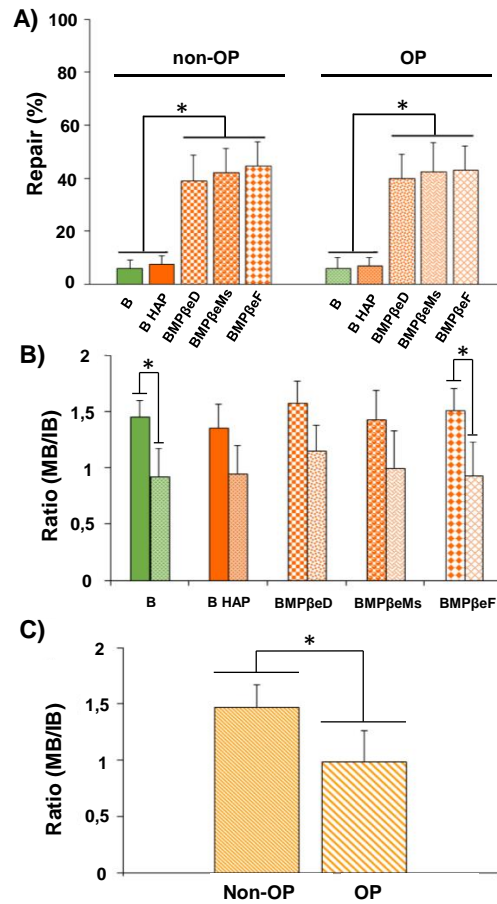 A)
non-OP OP
Repair (%)
100
80
60
40
20
0
* *
B B HAP BMPβeD BMPβeMs BMPβeF B B HAP BMPβeD BMPβeMs BMPβeF
B)
Ratio (MB/IB)
2
1,5
1
0,5
0
* *
B B HAP BMPβeD BMPβeMs BMPβeF
C)
Ratio (MB/IB)
2
1,5
1
0,5
0
*
Non-OP OP